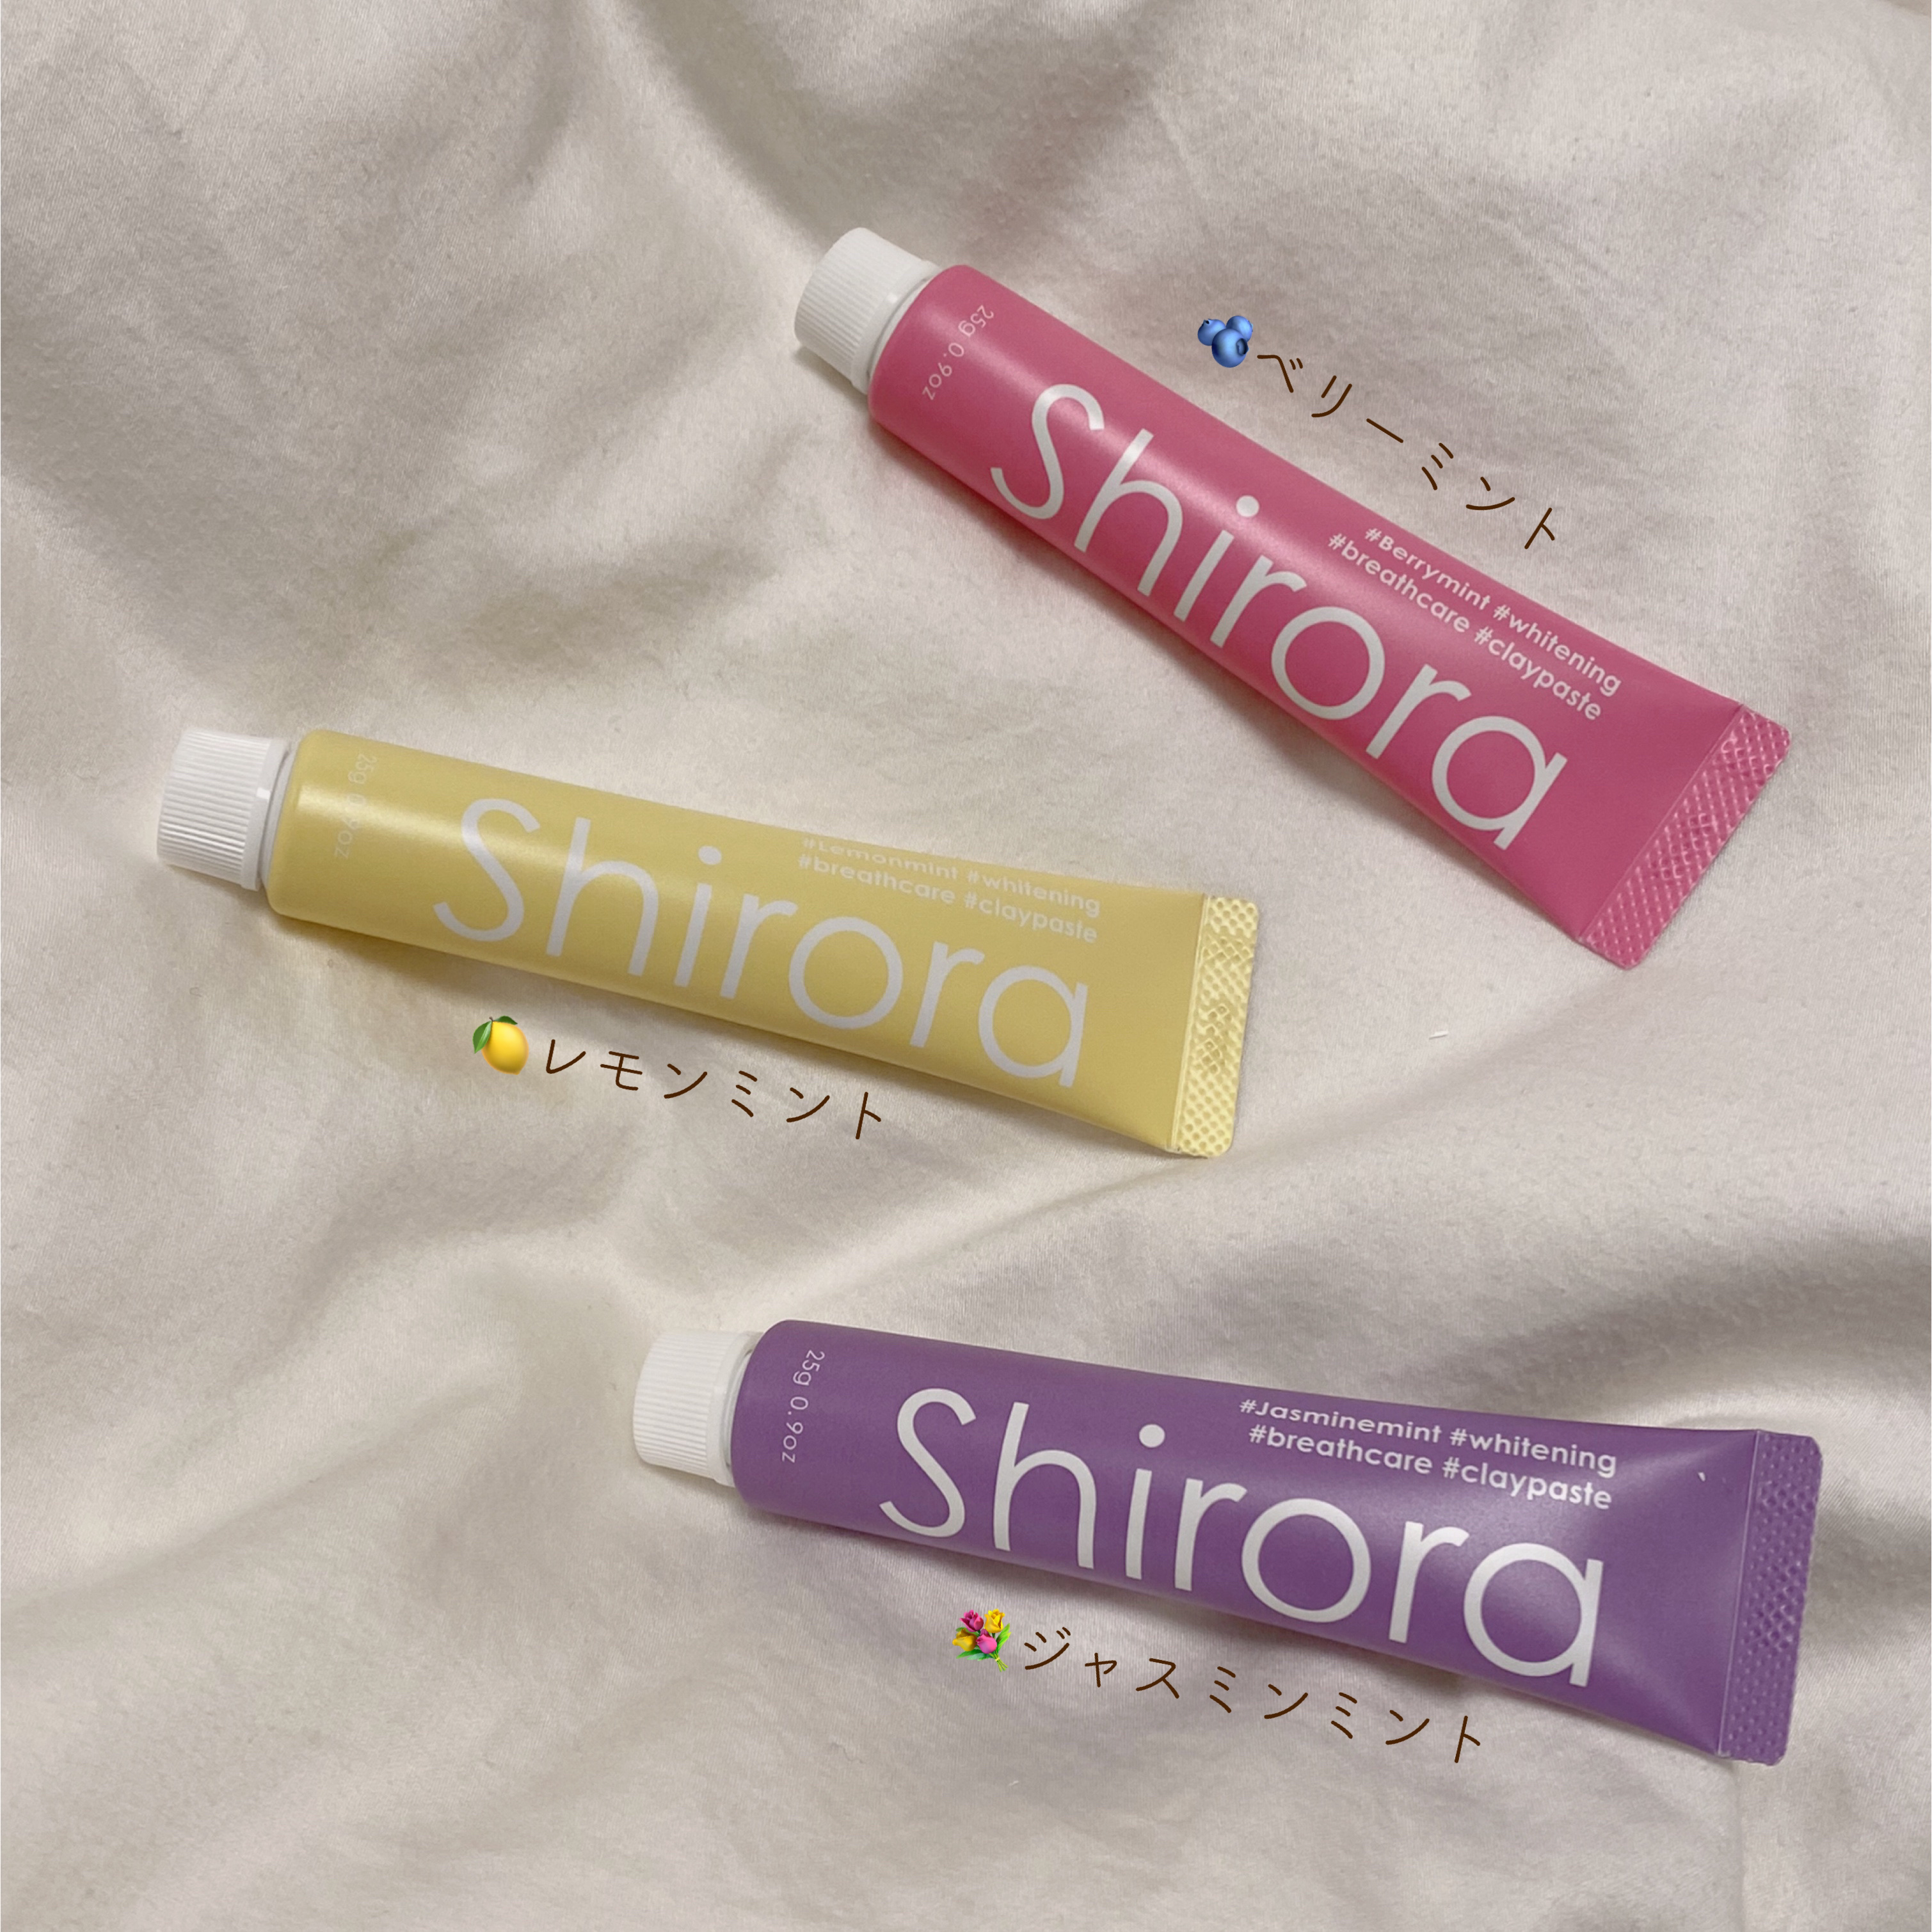 25g 0.9oz
Shirora
#Berrymint #whitening
#breathcare #claypaste
ベリーミント
25g 0.9oz
Shirora
#Lemonmint #whitening
#breathcare #claypaste
レモンミント
25g 0.9oz
Shirora
#Jasminemint #whitening
#breathcare #claypaste
ジャスミンミント